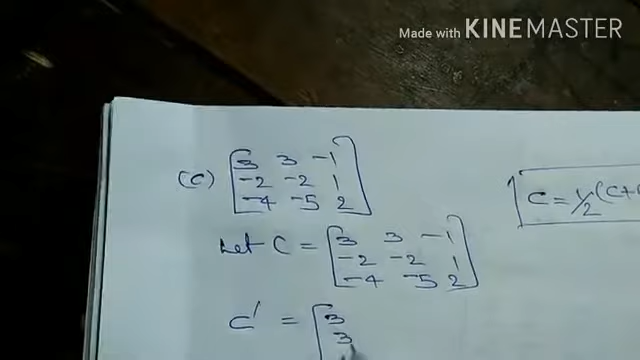 Made with KINEMASTER
(C) [3 3 -1
-2 -2 1
-4 -5 2]
Let C = [3 3 -1
-2 -2 1
-4 -5 2]
C = 1/2 (C+
C' = [3
3